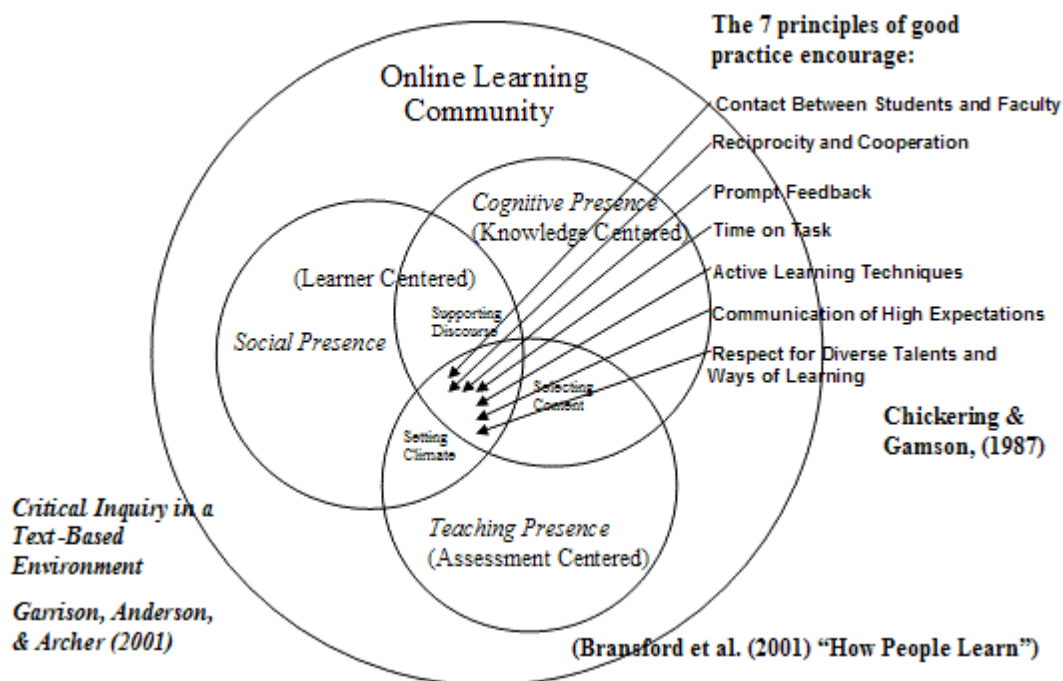 The 7 principles of good
practice encourage:
Online Learning
Community
Contact Between Students and Faculty
Reciprocity and Cooperation
Prompt Feedback
Time on Task
Active Learning Techniques
Communication of High Expectations
Respect for Diverse Talents and
Ways of Learning
Chickering &
Gamson, (1987)
Cognitive Presence
(Knowledge Centered)
(Learner Centered)
Social Presence
Supporting
Discourse
Selecting
Content
Setting
Climate
Teaching Presence
(Assessment Centered)
Critical Inquiry in a
Text-Based
Environment
Garrison, Anderson,
& Archer (2001)
(Bransford et al. (2001) “How People Learn”)